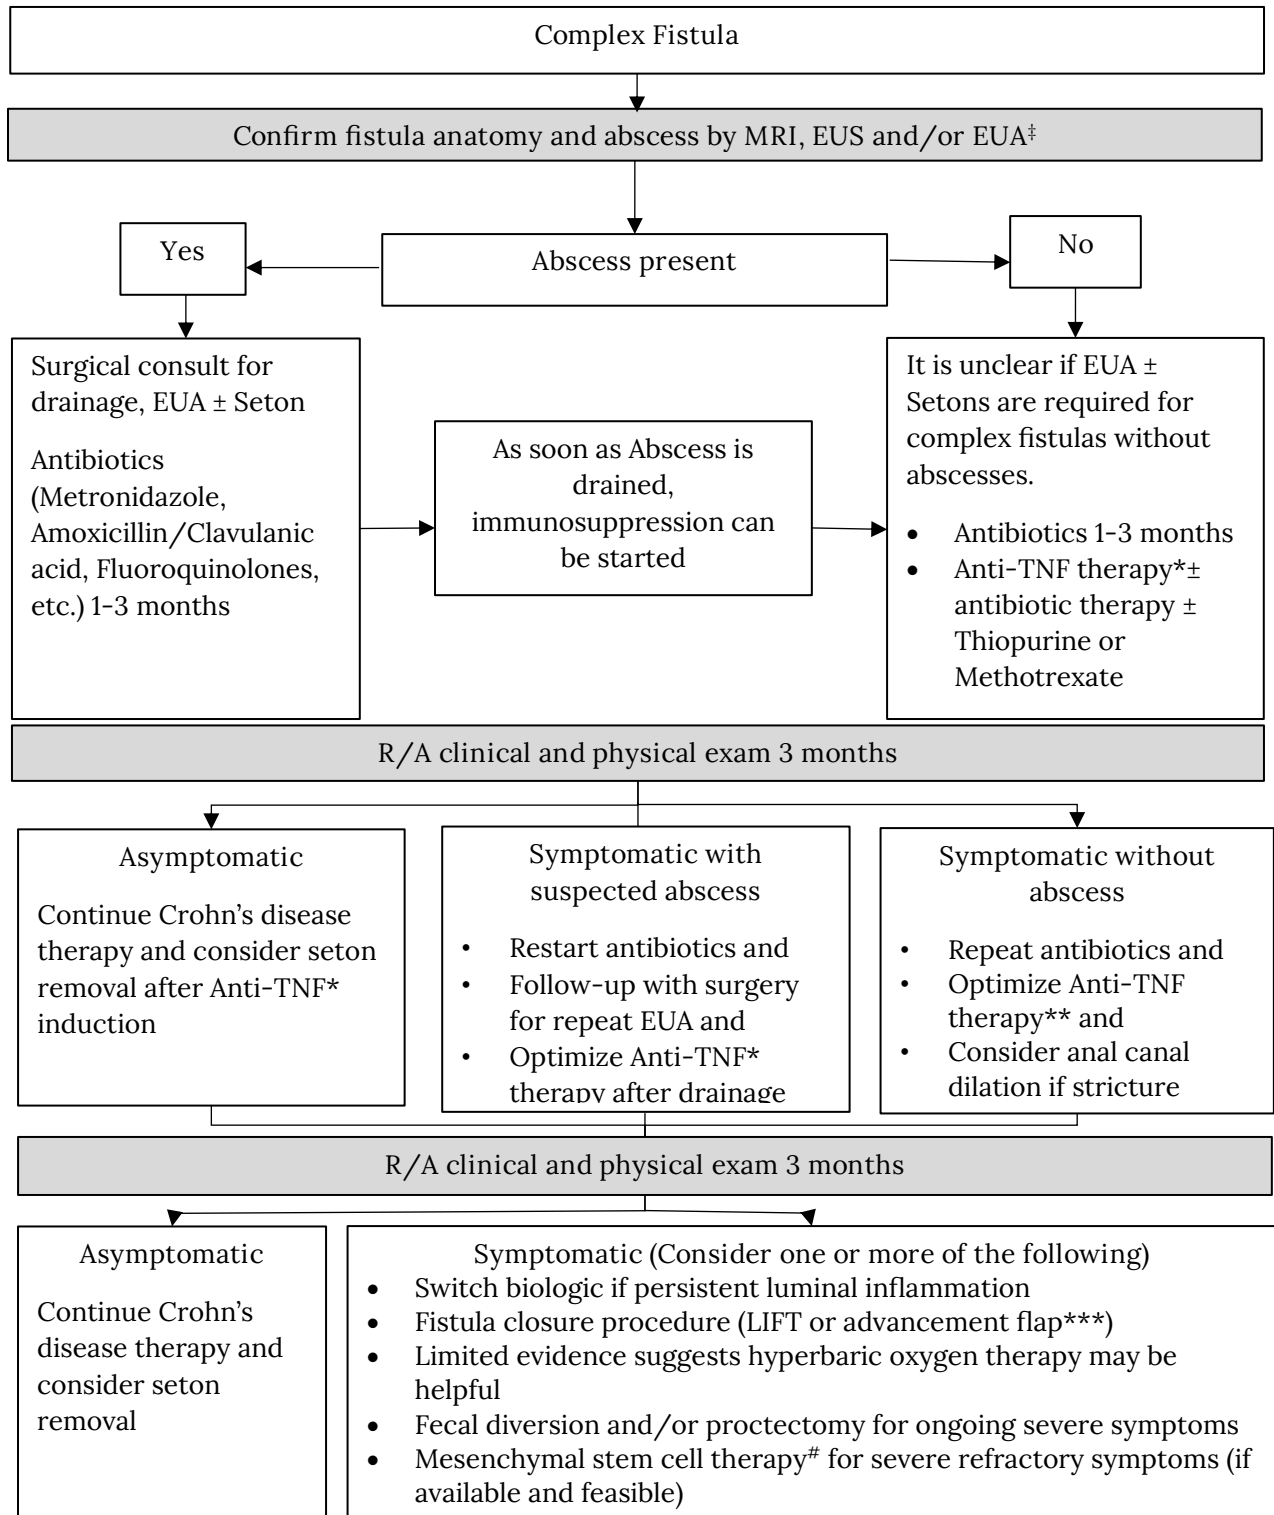 Complex Fistula
Confirm fistula anatomy and abscess by MRI, EUS and/or EUA‡
Yes
Abscess present
No
Surgical consult for
drainage, EUA ± Seton
Antibiotics
(Metronidazole,
Amoxicillin/Clavulanic
acid, Fluoroquinolones,
etc.) 1-3 months
As soon as Abscess is
drained,
immunosuppression can
be started
It is unclear if EUA ±
Setons are required for
complex fistulas without
abscesses.
• Antibiotics 1-3 months
• Anti-TNF therapy*±
antibiotic therapy ±
Thiopurine or
Methotrexate
R/A clinical and physical exam 3 months
Asymptomatic
Continue Crohn's disease
therapy and consider seton
removal after Anti-TNF*
induction
Symptomatic with
suspected abscess
• Restart antibiotics and
• Follow-up with surgery
for repeat EUA and
• Optimize Anti-TNF*
therapy after drainage
Symptomatic without
abscess
• Repeat antibiotics and
• Optimize Anti-TNF
therapy** and
• Consider anal canal
dilation if stricture
R/A clinical and physical exam 3 months
Asymptomatic
Continue Crohn's
disease therapy and
consider seton
removal
Symptomatic (Consider one or more of the following)
• Switch biologic if persistent luminal inflammation
• Fistula closure procedure (LIFT or advancement flap***)
• Limited evidence suggests hyperbaric oxygen therapy may be
helpful
• Fecal diversion and/or proctectomy for ongoing severe symptoms
• Mesenchymal stem cell therapy# for severe refractory symptoms (if
available and feasible)